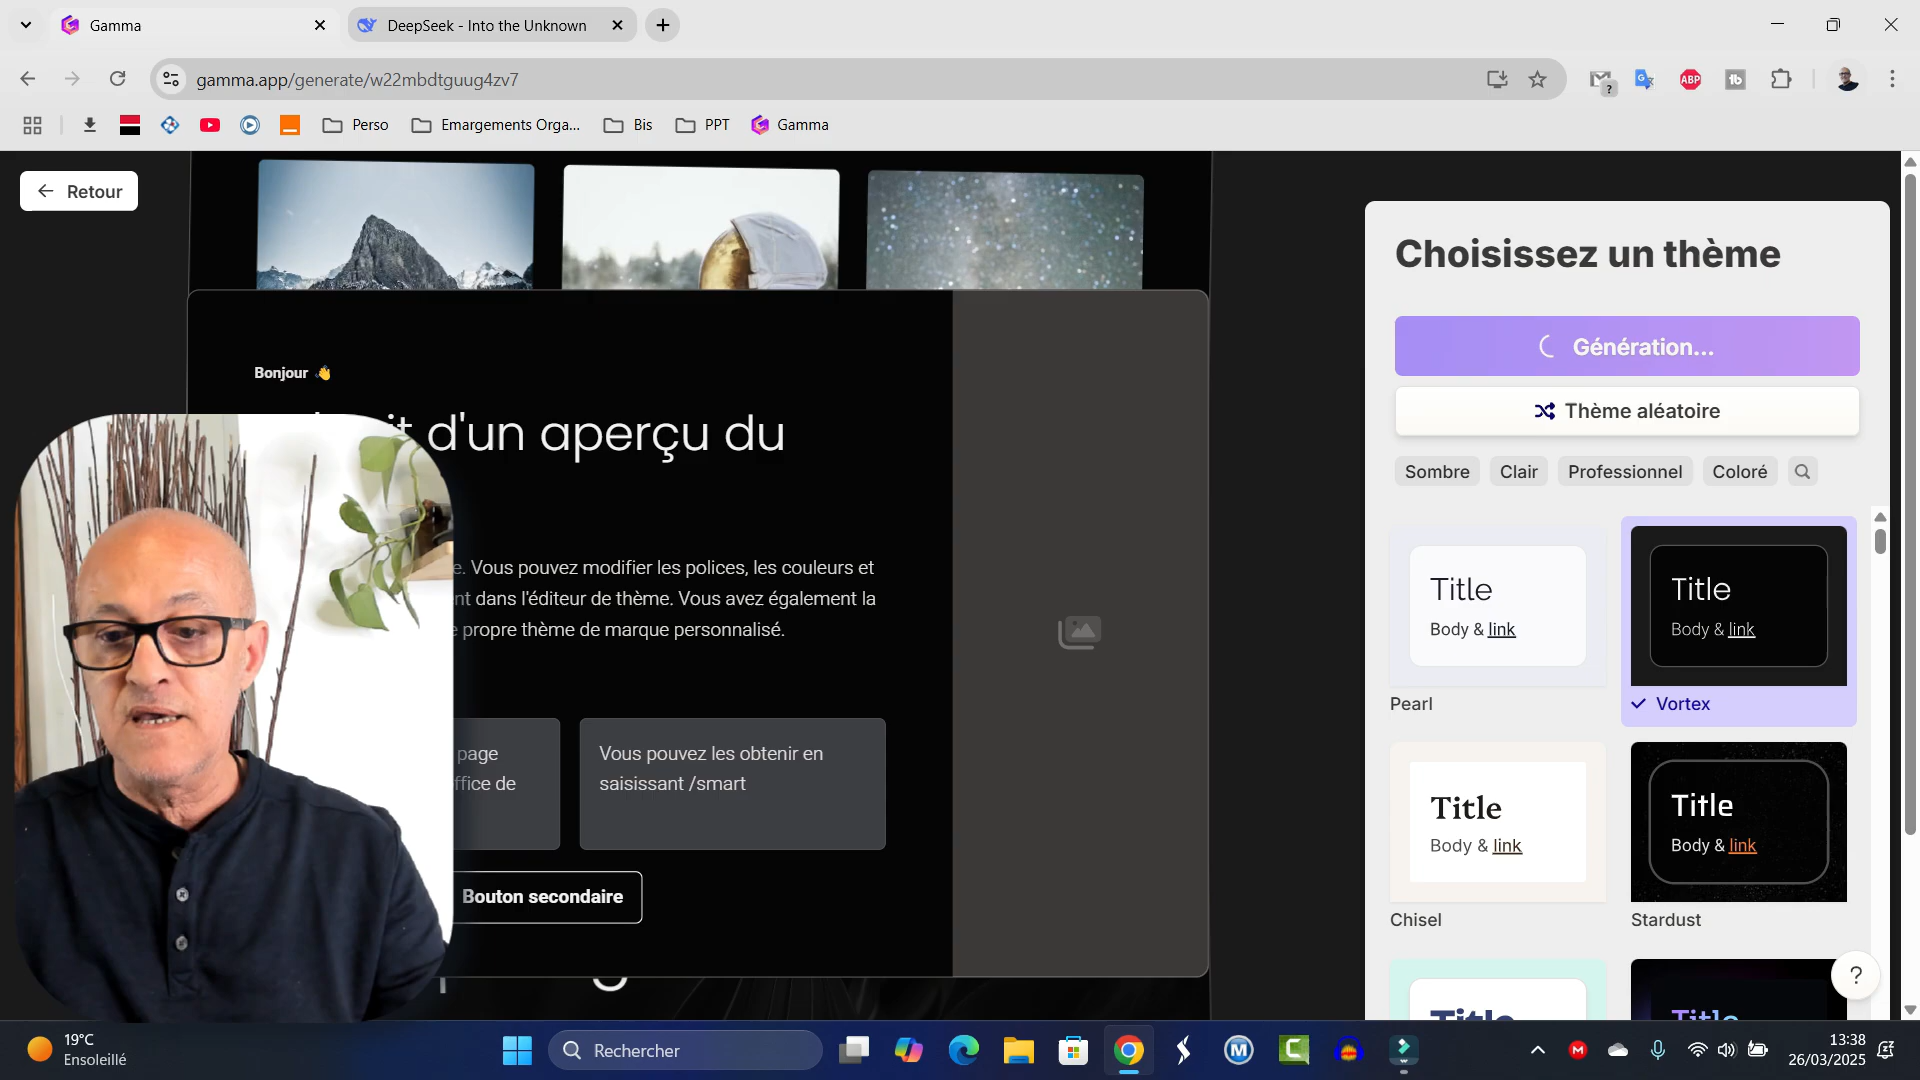 Gamma
DeepSeek - Into the Unknown
gamma.app/generate/w22mbdtguug4zv7
?
ABP
tb
Perso
Emargements Orga...
Bis
PPT
Gamma
Retour
Bonjour 👋
d'un aperçu du
e. Vous pouvez modifier les polices, les couleurs et
nt dans l'éditeur de thème. Vous avez également la
e propre thème de marque personnalisé.
page
ffice de
Vous pouvez les obtenir en
saisissant /smart
Bouton secondaire
Choisissez un thème
Génération...
Thème aléatoire
Sombre
Clair
Professionnel
Coloré
Title
Body & link
Pearl
Title
Body & link
Vortex
Title
Body & link
Chisel
Title
Body & link
Stardust
Title
Title
?
19°C
Ensoleillé
Rechercher
13:38
26/03/2025